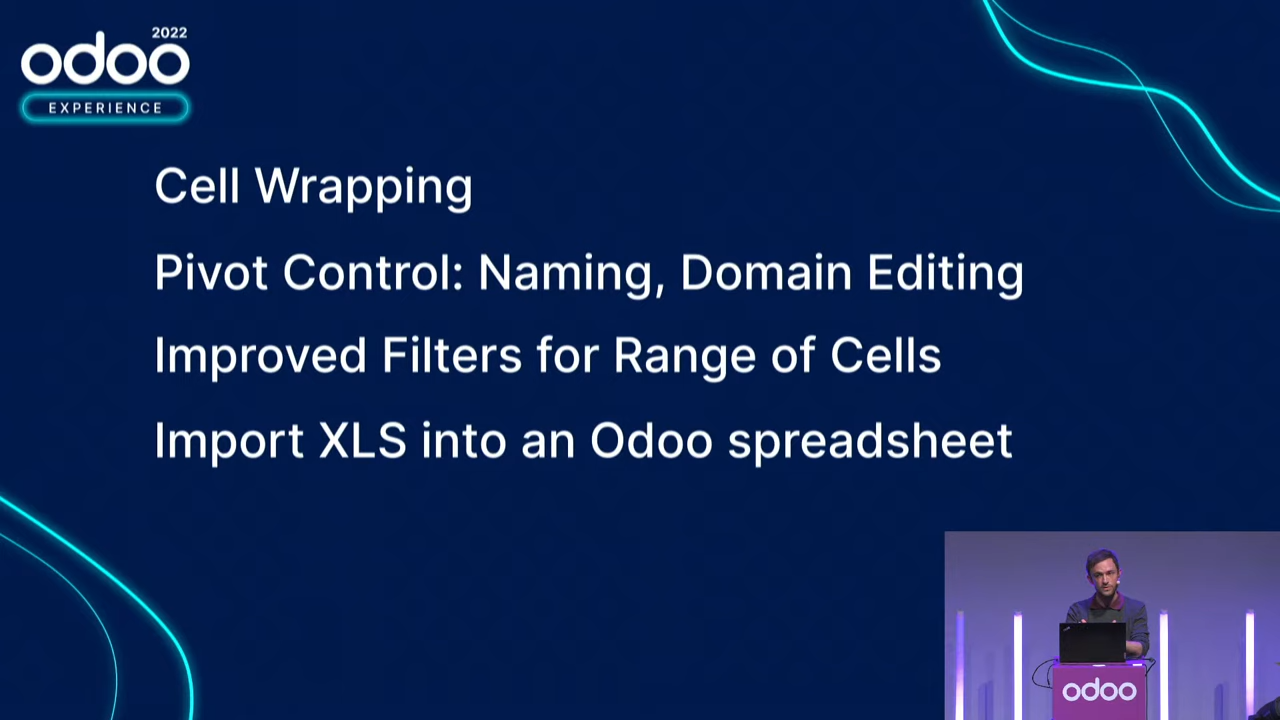 2022
odoo
EXPERIENCE
Cell Wrapping
Pivot Control: Naming, Domain Editing
Improved Filters for Range of Cells
Import XLS into an Odoo spreadsheet
odoo